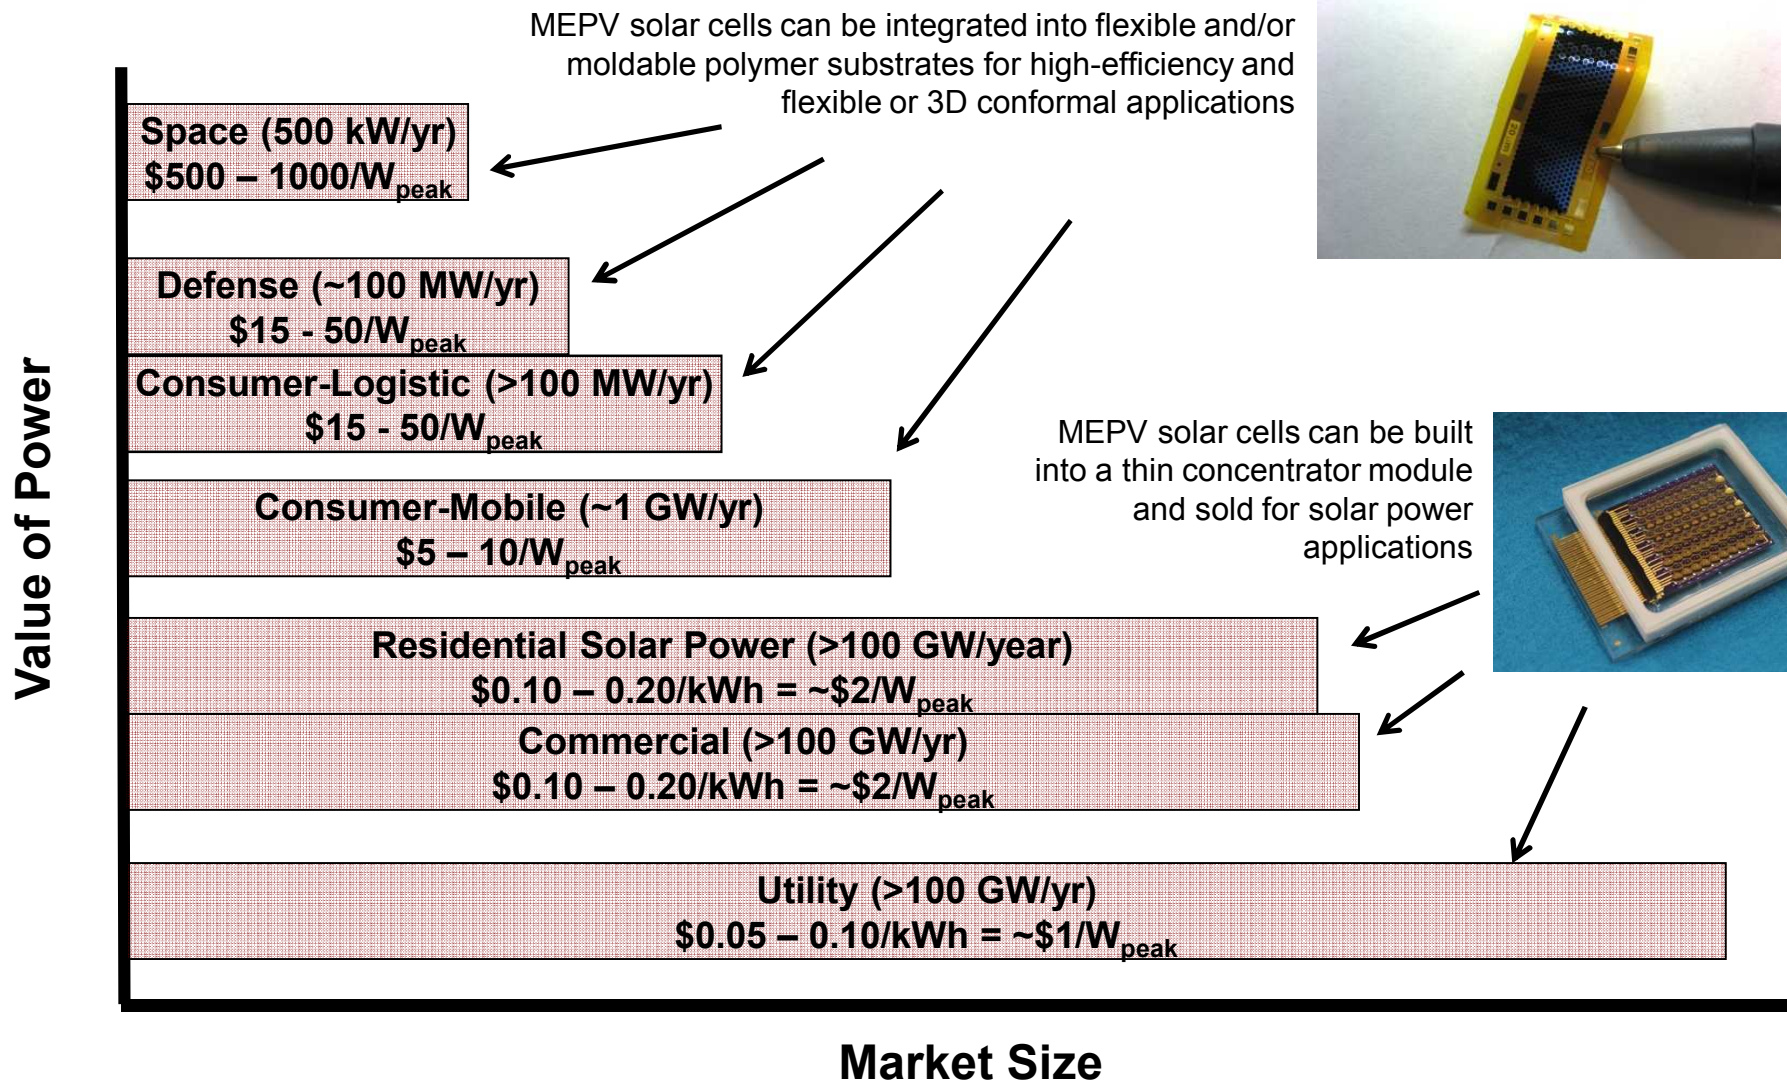 MEPV solar cells can be integrated into flexible and/or
moldable polymer substrates for high-efficiency and
flexible or 3D conformal applications
Space (500 kW/yr)
$500 – 1000/Wpeak
Defense (~100 MW/yr)
$15 - 50/Wpeak
Consumer-Logistic (>100 MW/yr)
$15 - 50/Wpeak
Consumer-Mobile (~1 GW/yr)
$5 – 10/Wpeak
MEPV solar cells can be built
into a thin concentrator module
and sold for solar power
applications
Residential Solar Power (>100 GW/year)
$0.10 – 0.20/kWh = ~$2/Wpeak
Commercial (>100 GW/yr)
$0.10 – 0.20/kWh = ~$2/Wpeak
Utility (>100 GW/yr)
$0.05 – 0.10/kWh = ~$1/Wpeak
Value of Power
Market Size